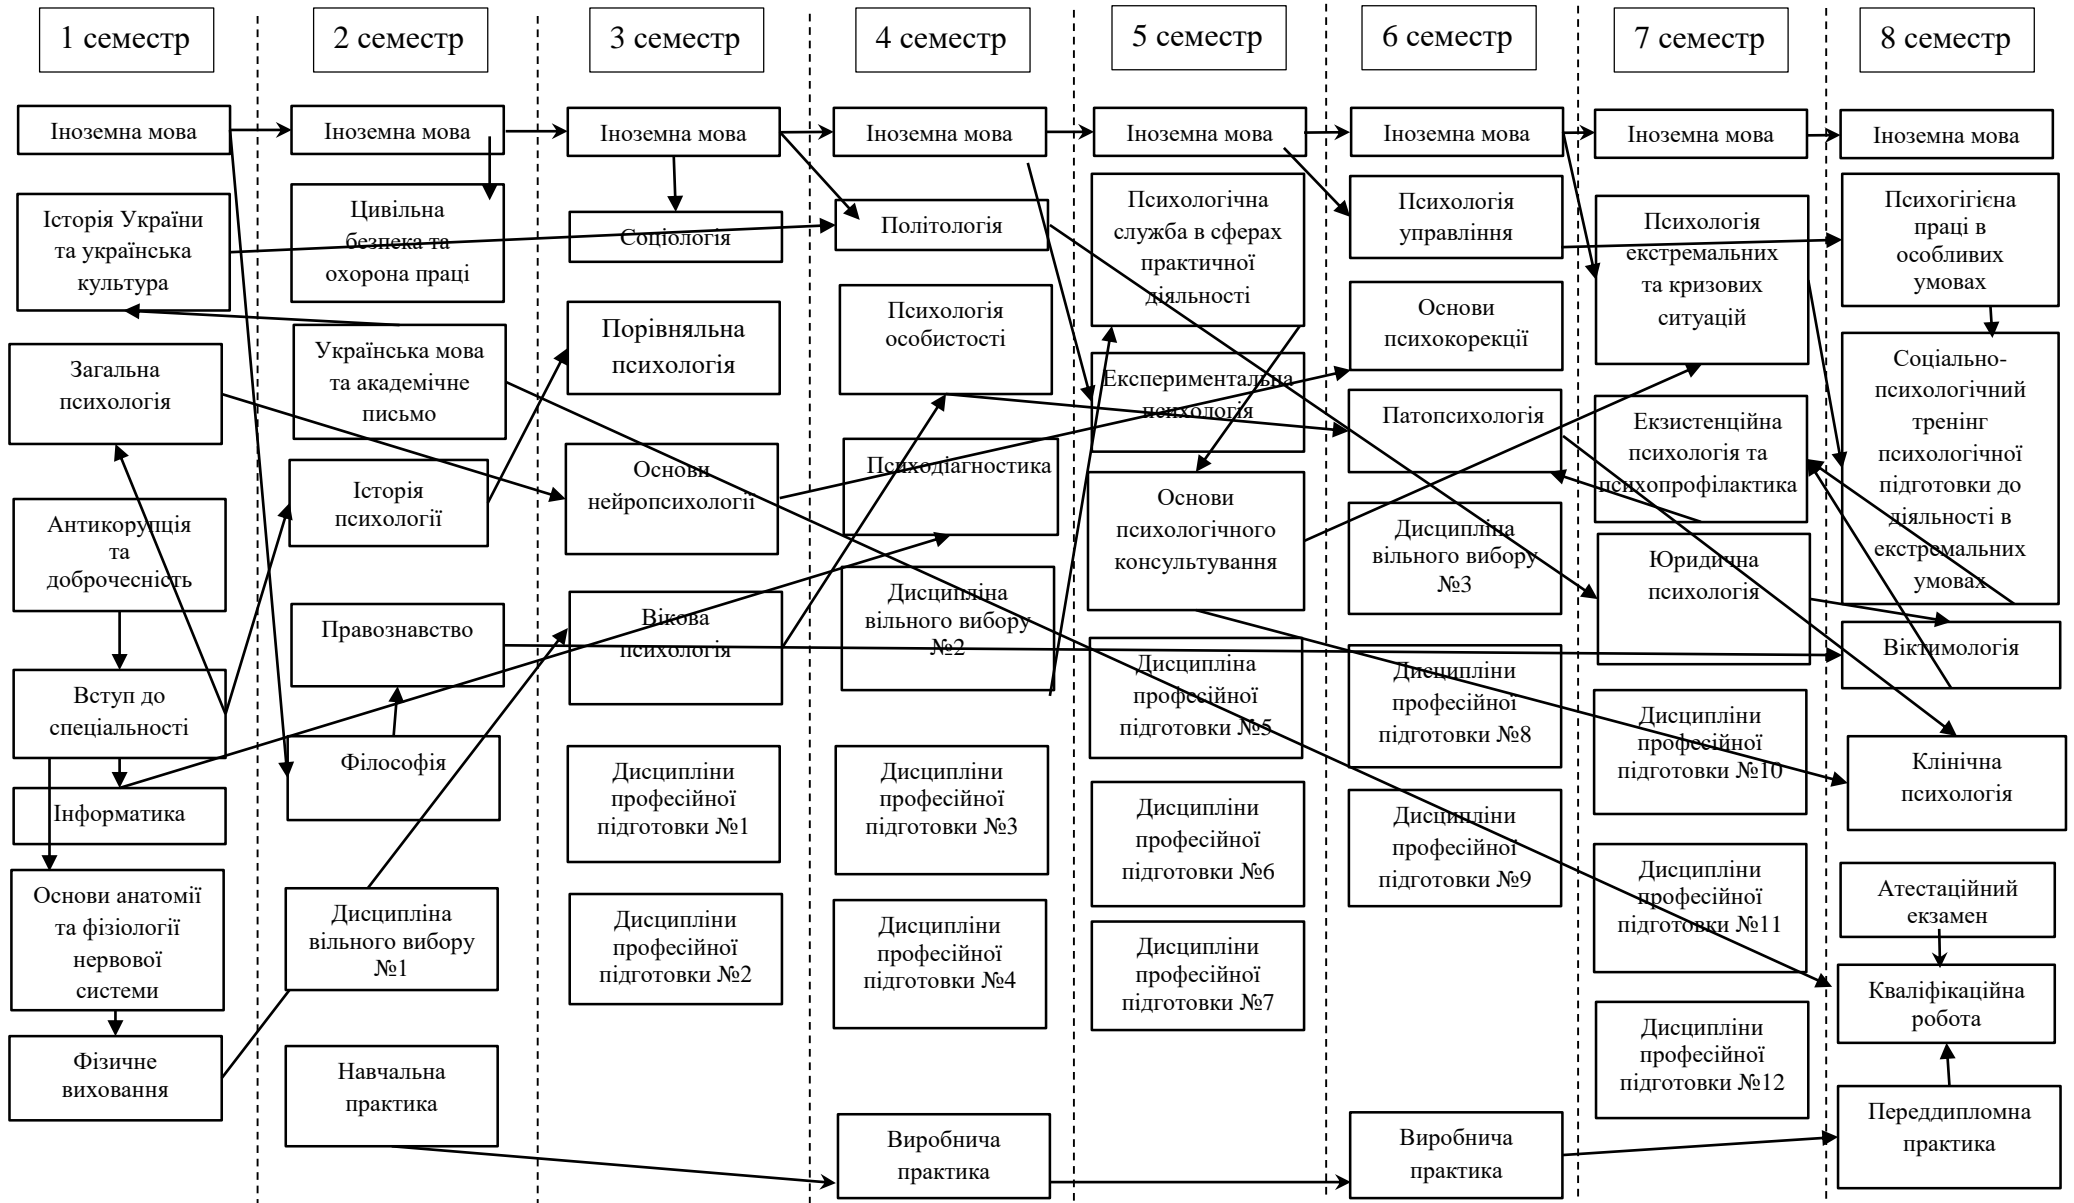 1 семестр
2 семестр
3 семестр
4 семестр
5 семестр
6 семестр
7 семестр
8 семестр
Іноземна мова
Історія України
та українська
культура
Загальна
психологія
Антикорупція
та
доброчесність
Вступ до
спеціальності
Інформатика
Основи анатомії
та фізіології
нервової
системи
Фізичне
виховання
Іноземна мова
Цивільна
безпека та
охорона праці
Українська мова
та академічне
письмо
Історія
психології
Правознавство
Філософія
Дисципліна
вільного вибору
№1
Навчальна
практика
Іноземна мова
Соціологія
Порівняльна
психологія
Основи
нейропсихології
Вікова
психологія
Дисципліни
професійної
підготовки №1
Дисципліни
професійної
підготовки №2
Іноземна мова
Політологія
Психологія
особистості
Психодіагностика
Дисципліна
вільного вибору
№2
Дисципліни
професійної
підготовки №3
Дисципліни
професійної
підготовки №4
Виробнича
практика
Іноземна мова
Психологічна
служба в сферах
практичної
діяльності
Експериментальна
психологія
Основи
психологічного
консультування
Дисципліна
професійної
підготовки №5
Дисципліни
професійної
підготовки №6
Дисципліни
професійної
підготовки №7
Іноземна мова
Психологія
управління
Основи
психокорекції
Патопсихологія
Дисципліна
вільного вибору
№3
Дисципліни
професійної
підготовки №8
Дисципліни
професійної
підготовки №9
Виробнича
практика
Іноземна мова
Психологія
екстремальних
та кризових
ситуацій
Екзистенційна
психологія та
психопрофілактика
Юридична
психологія
Дисципліни
професійної
підготовки №10
Дисципліни
професійної
підготовки №11
Дисципліни
професійної
підготовки №12
Іноземна мова
Психогігієна
праці в
особливих
умовах
Соціально-
психологічний
тренінг
психологічної
підготовки до
діяльності в
екстремальних
умовах
Віктимологія
Клінічна
психологія
Атестаційний
екзамен
Кваліфікаційна
робота
Переддипломна
практика